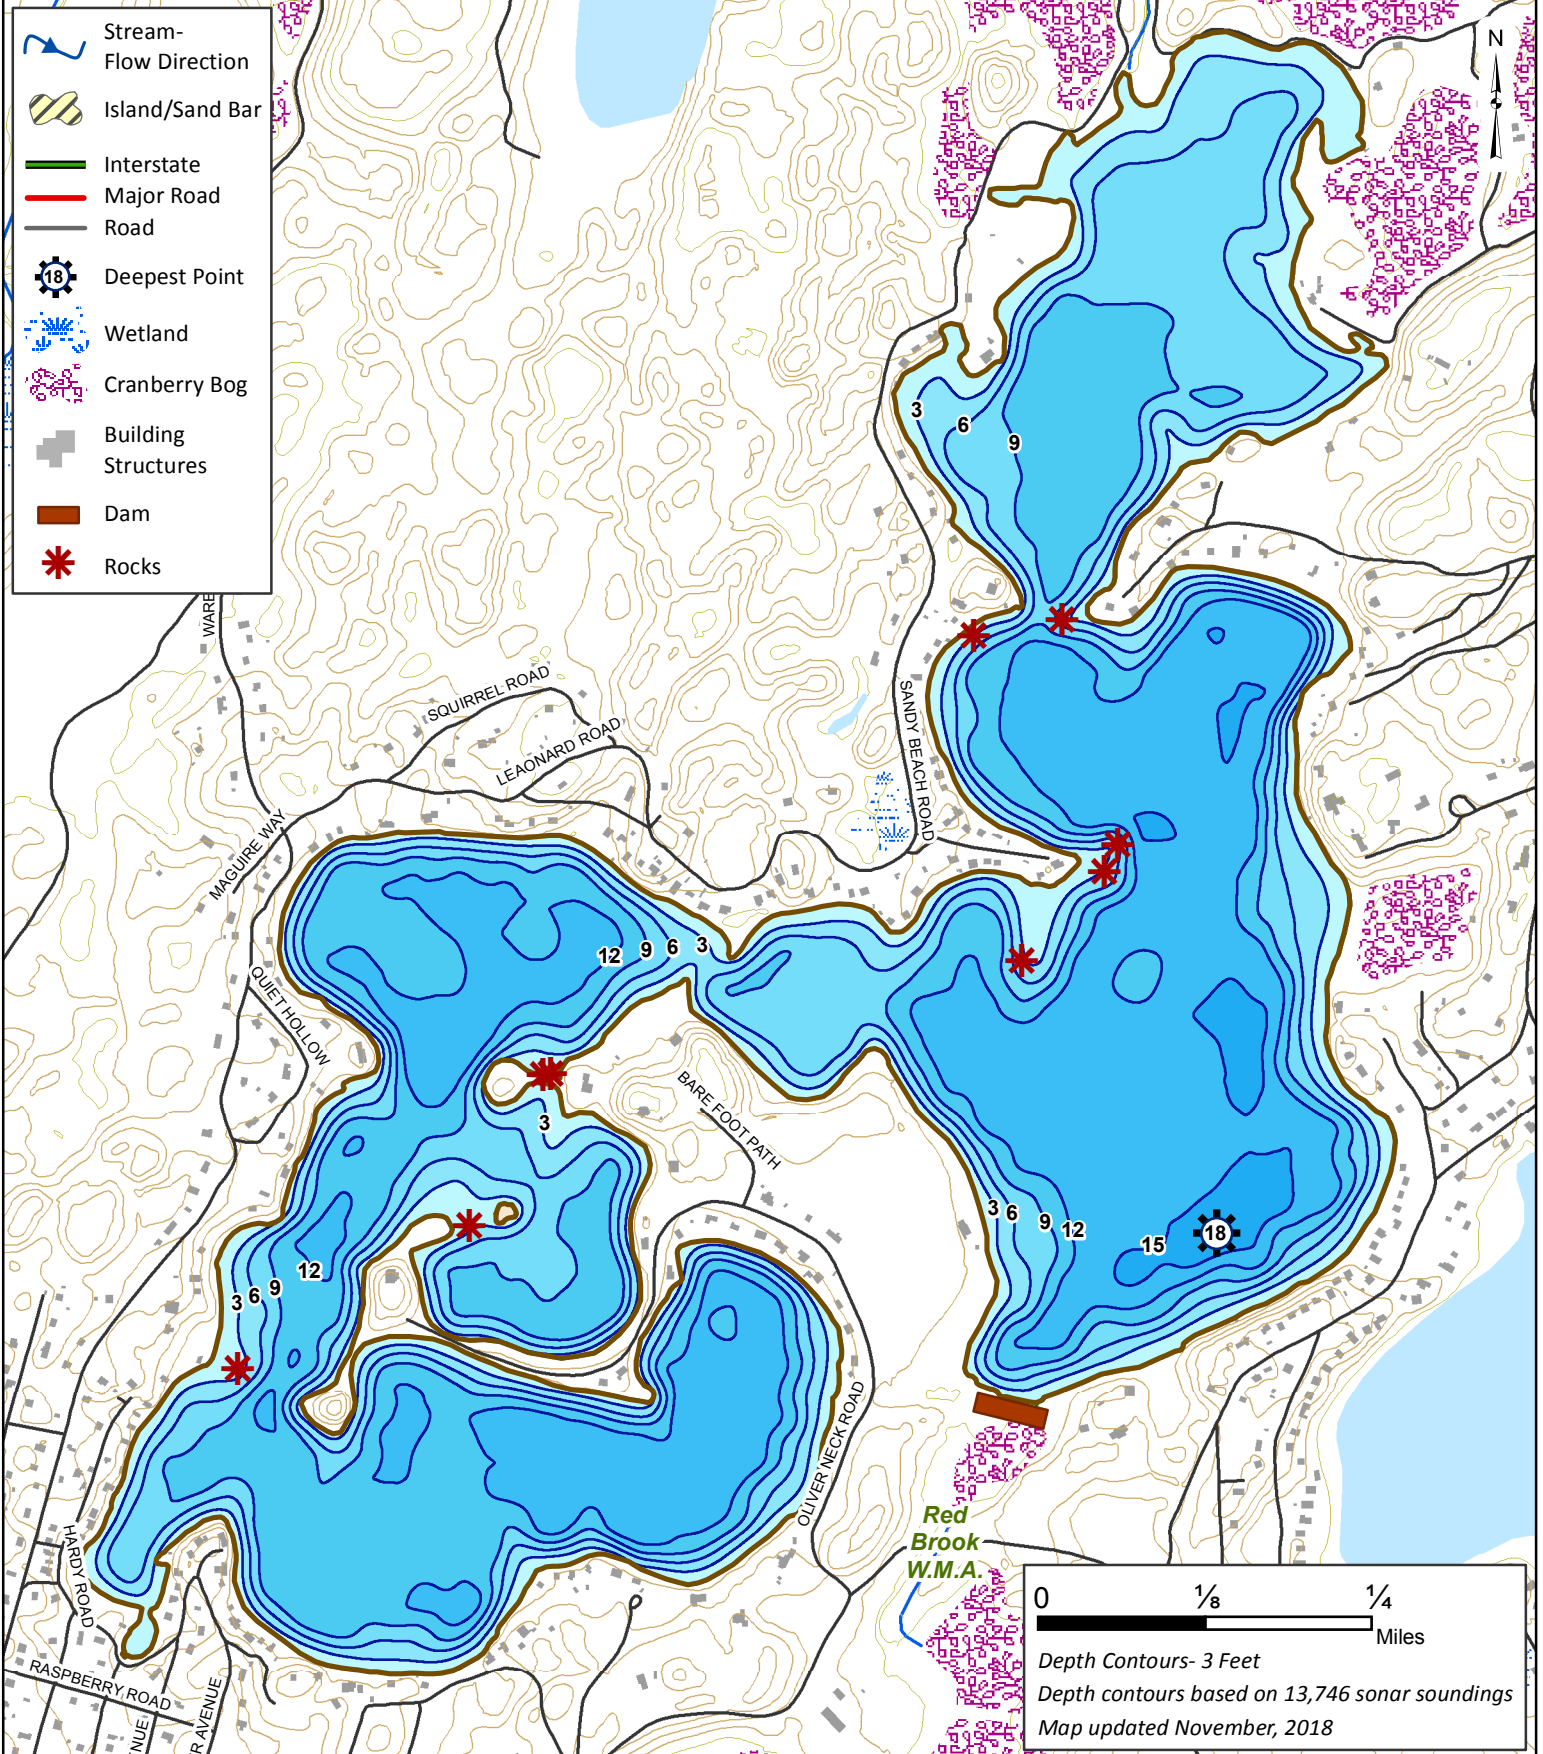 Stream-
Flow Direction
Island/Sand Bar
Interstate
Major Road
Road
18
Deepest Point
Wetland
Cranberry Bog
Building
Structures
Dam
Rocks
N
3
6
9
WARE
SQUIRREL ROAD
LEAONARD ROAD
SANDY BEACH ROAD
MAGUIRE WAY
12
9
6
3
QUIET HOLLOW
BARE FOOT PATH
3
3
6
9
12
15
18
12
9
6
3
OLIVER NECK ROAD
HARDY ROAD
Red
Brook
W.M.A.
RASPBERRY ROAD
NUE
R AVENUE
0
⅛
¼
Miles
Depth Contours- 3 Feet
Depth contours based on 13,746 sonar soundings
Map updated November, 2018